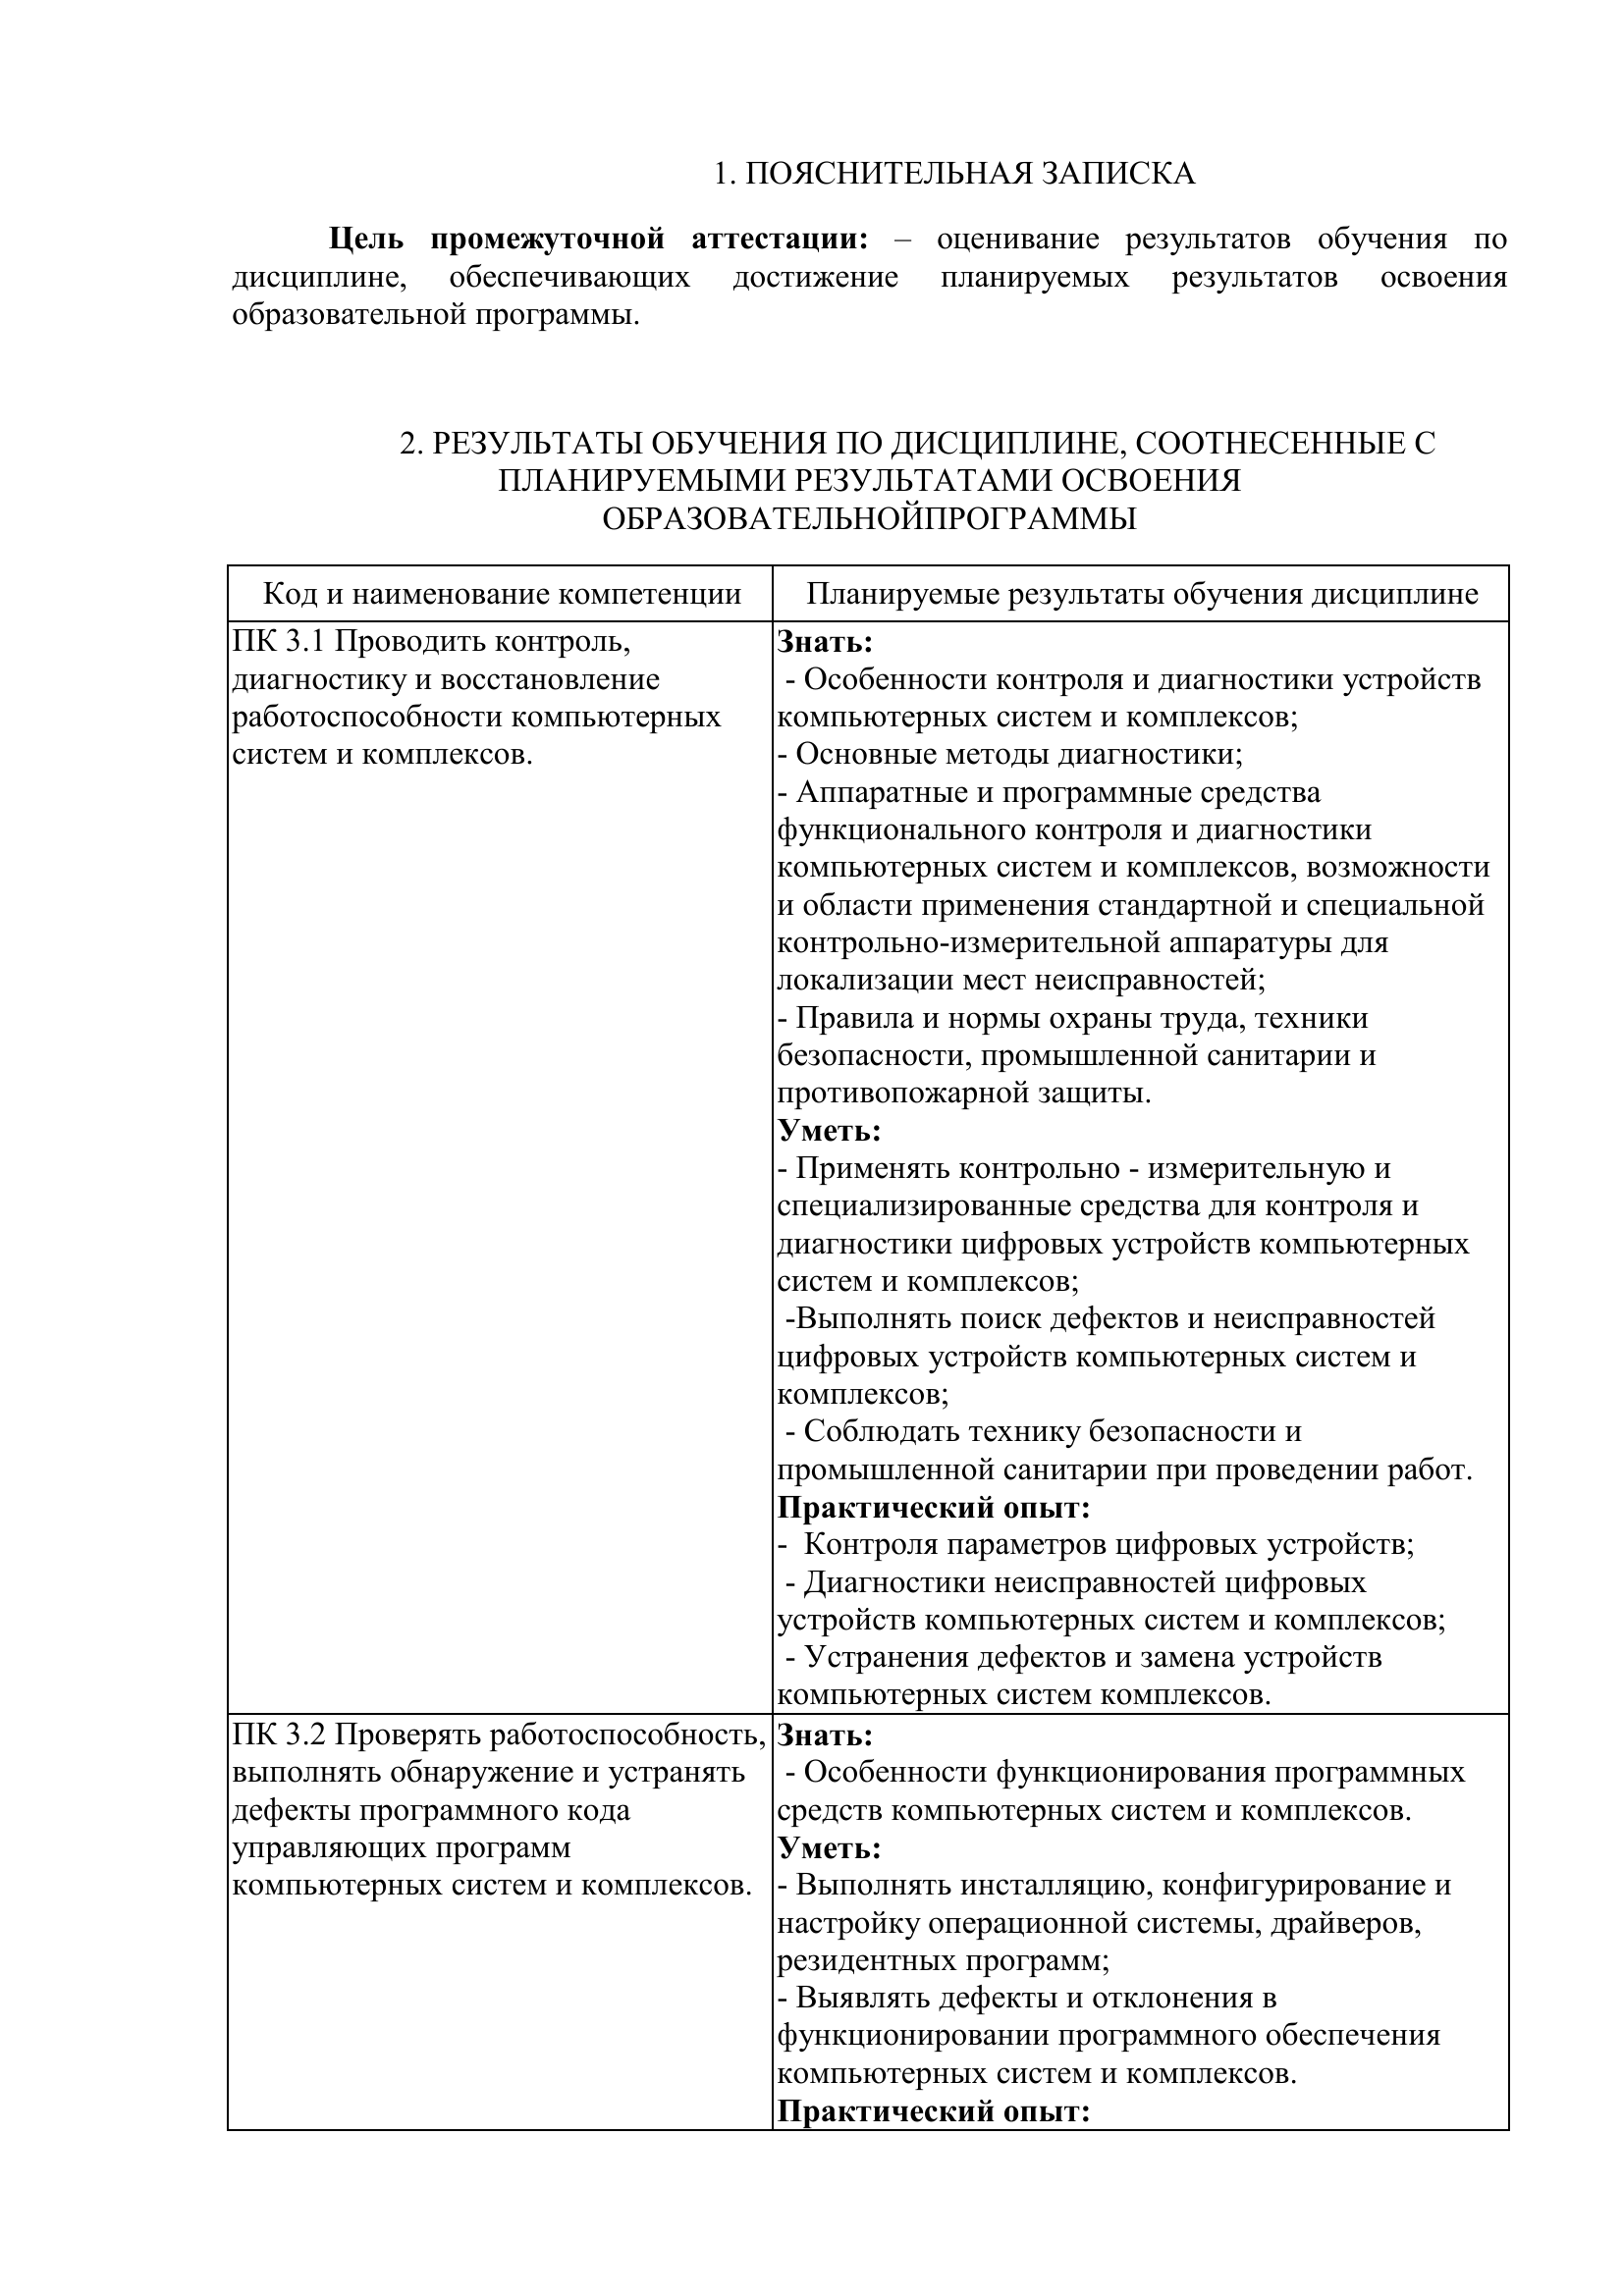 1. ПОЯСНИТЕЛЬНАЯ ЗАПИСКА
Цель промежуточной аттестации: – оценивание результатов обучения по
дисциплине, обеспечивающих достижение планируемых результатов освоения
образовательной программы.
2. РЕЗУЛЬТАТЫ ОБУЧЕНИЯ ПО ДИСЦИПЛИНЕ, СООТНЕСЕННЫЕ С
ПЛАНИРУЕМЫМИ РЕЗУЛЬТАТАМИ ОСВОЕНИЯ
ОБРАЗОВАТЕЛЬНОЙПРОГРАММЫ
Код и наименование компетенции
Планируемые результаты обучения дисциплине
ПК 3.1 Проводить контроль,
диагностику и восстановление
работоспособности компьютерных
систем и комплексов.
Знать:
- Особенности контроля и диагностики устройств
компьютерных систем и комплексов;
- Основные методы диагностики;
- Аппаратные и программные средства
функционального контроля и диагностики
компьютерных систем и комплексов, возможности
и области применения стандартной и специальной
контрольно-измерительной аппаратуры для
локализации мест неисправностей;
- Правила и нормы охраны труда, техники
безопасности, промышленной санитарии и
противопожарной защиты.
Уметь:
- Применять контрольно - измерительную и
специализированные средства для контроля и
диагностики цифровых устройств компьютерных
систем и комплексов;
-Выполнять поиск дефектов и неисправностей
цифровых устройств компьютерных систем и
комплексов;
- Соблюдать технику безопасности и
промышленной санитарии при проведении работ.
Практический опыт:
- Контроля параметров цифровых устройств;
- Диагностики неисправностей цифровых
устройств компьютерных систем и комплексов;
- Устранения дефектов и замена устройств
компьютерных систем комплексов.
ПК 3.2 Проверять работоспособность,
выполнять обнаружение и устранять
дефекты программного кода
управляющих программ
компьютерных систем и комплексов.
Знать:
- Особенности функционирования программных
средств компьютерных систем и комплексов.
Уметь:
- Выполнять инсталляцию, конфигурирование и
настройку операционной системы, драйверов,
резидентных программ;
- Выявлять дефекты и отклонения в
функционировании программного обеспечения
компьютерных систем и комплексов.
Практический опыт: